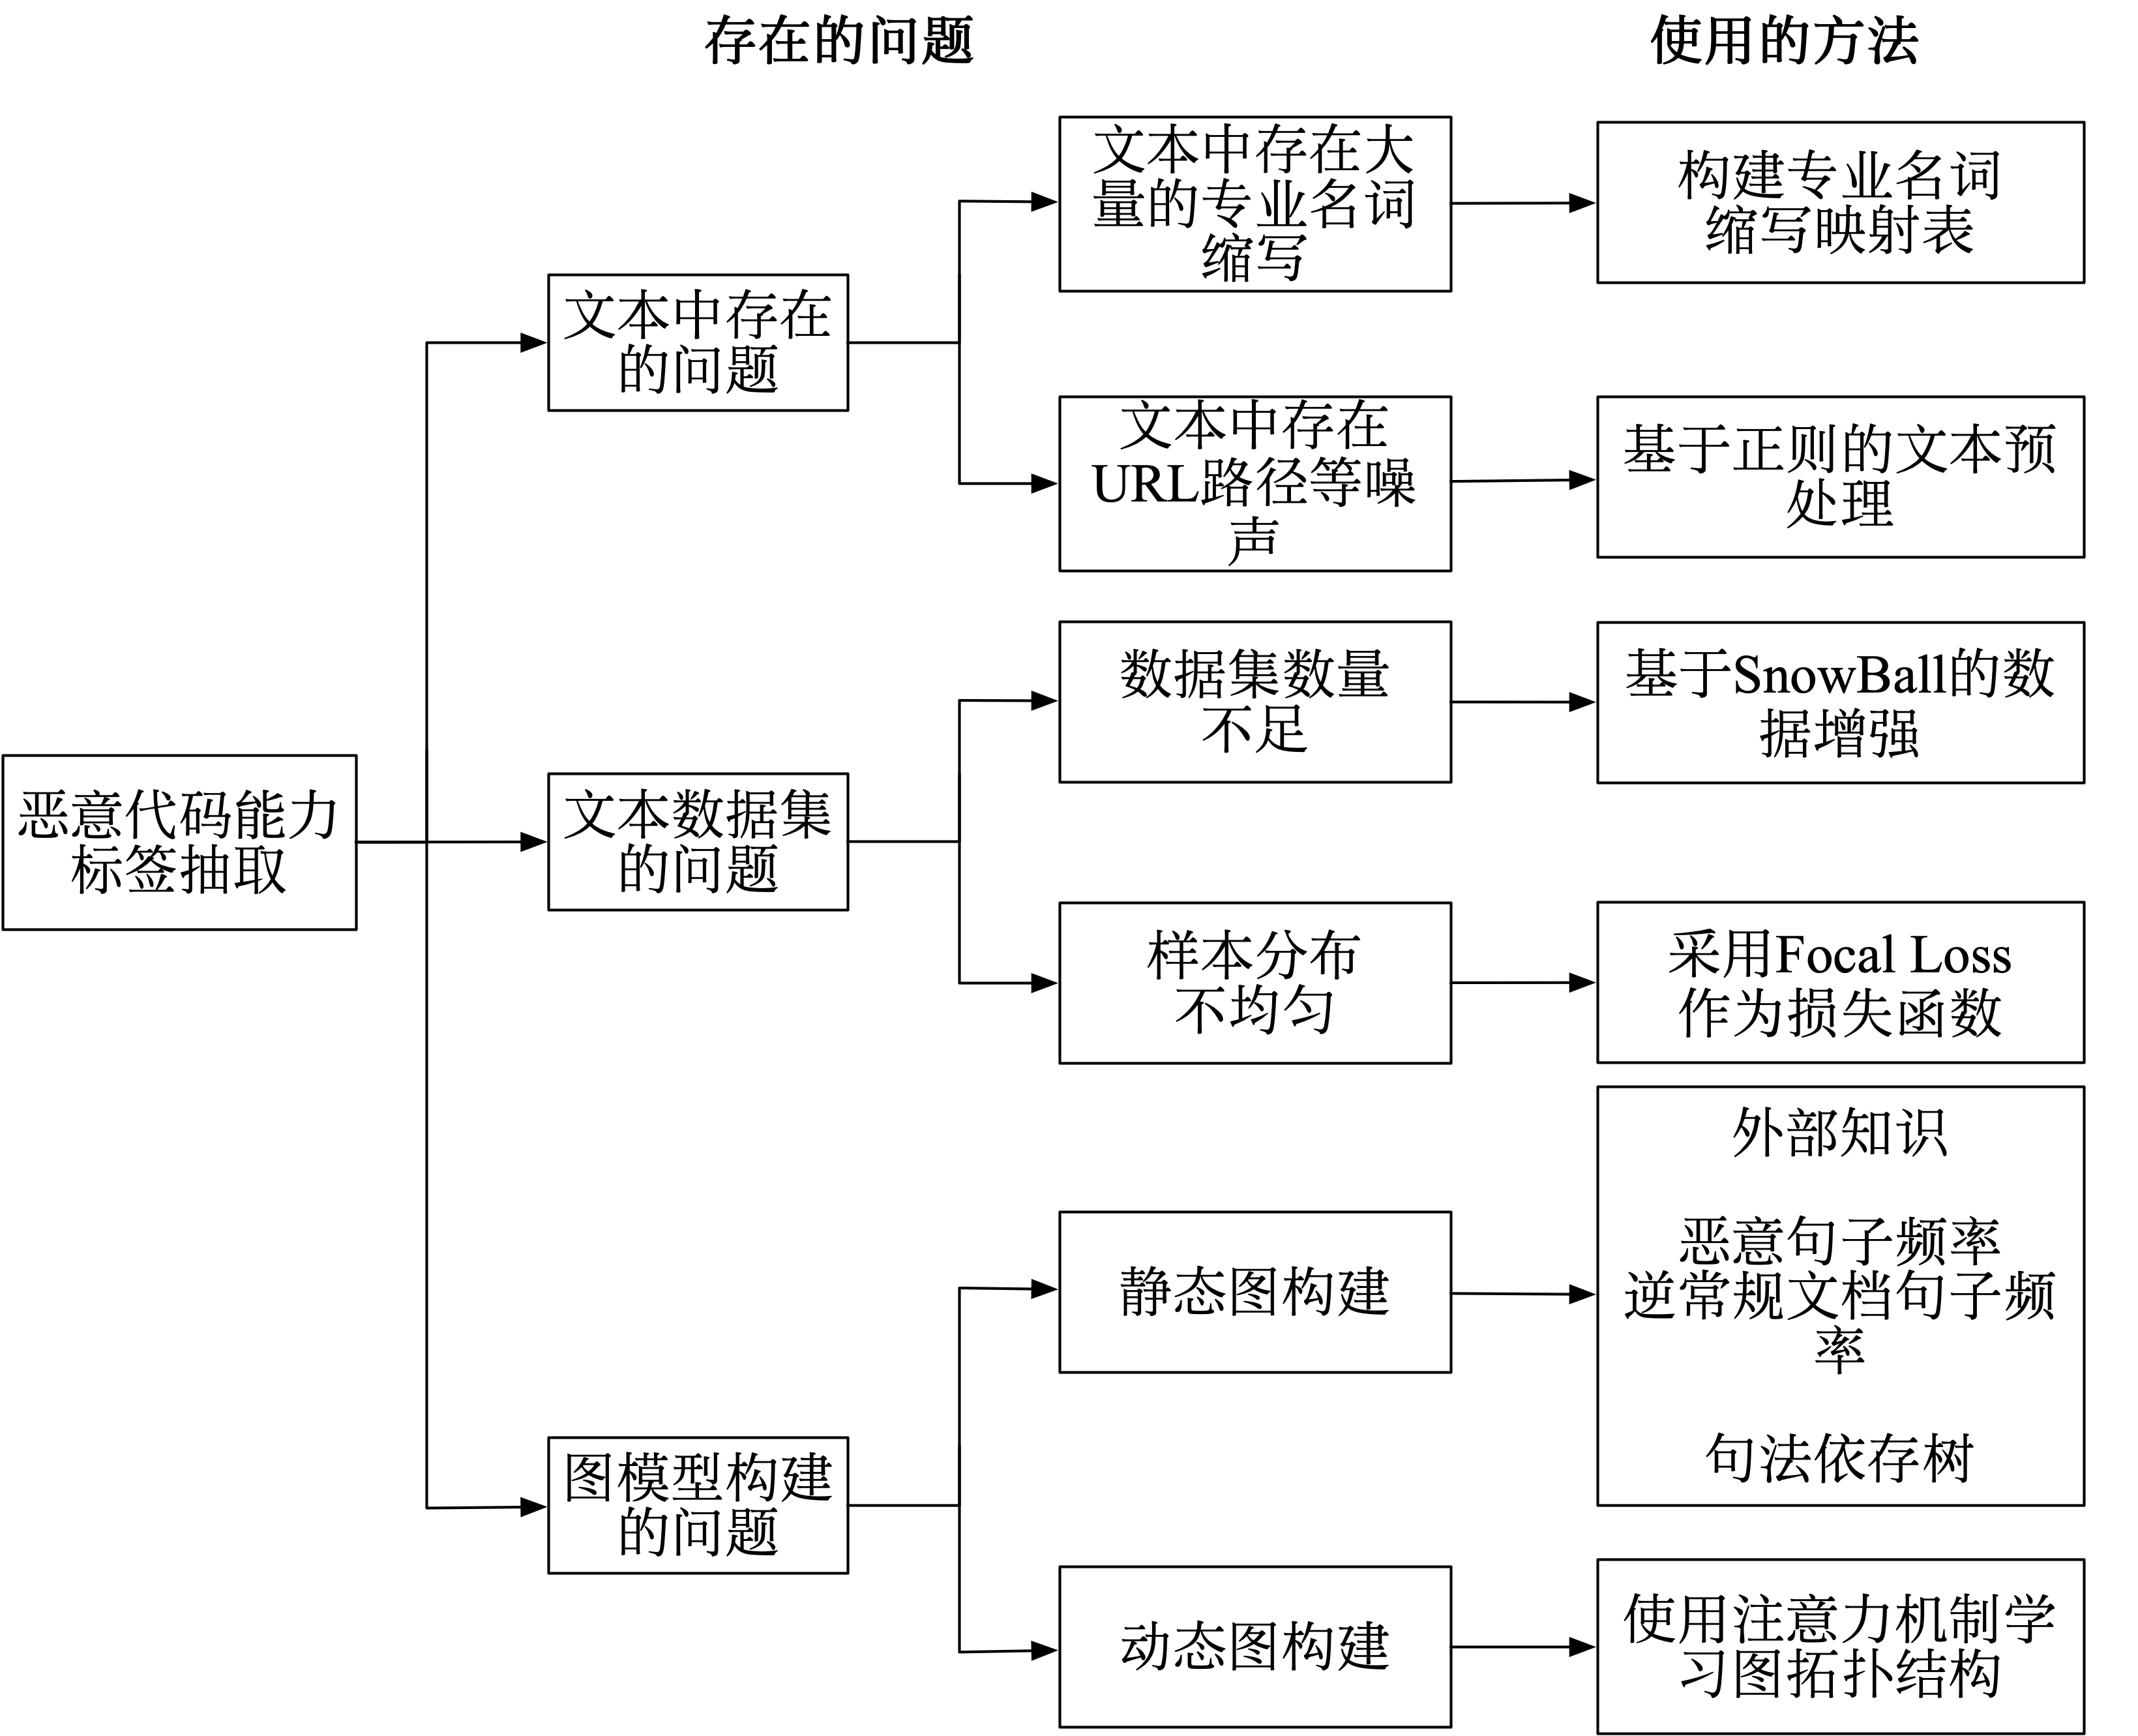 存在的问题
使用的方法
文本中存在大
量的专业名词
缩写
构建专业名词
缩写映射表
文本中存在
的问题
文本中存在
URL路径等噪
声
基于正则的文本预
处理
数据集数量
不足
基于SnowBall的数
据增强
恶意代码能力
标签抽取
文本数据集
的问题
样本分布
不均匀
采用Focal Loss
作为损失函数
静态图构建
外部知识
恶意句子频率
逆常规文档句子频
率
句法依存树
图模型构建
的问题
动态图构建
使用注意力机制学
习图拓扑结构